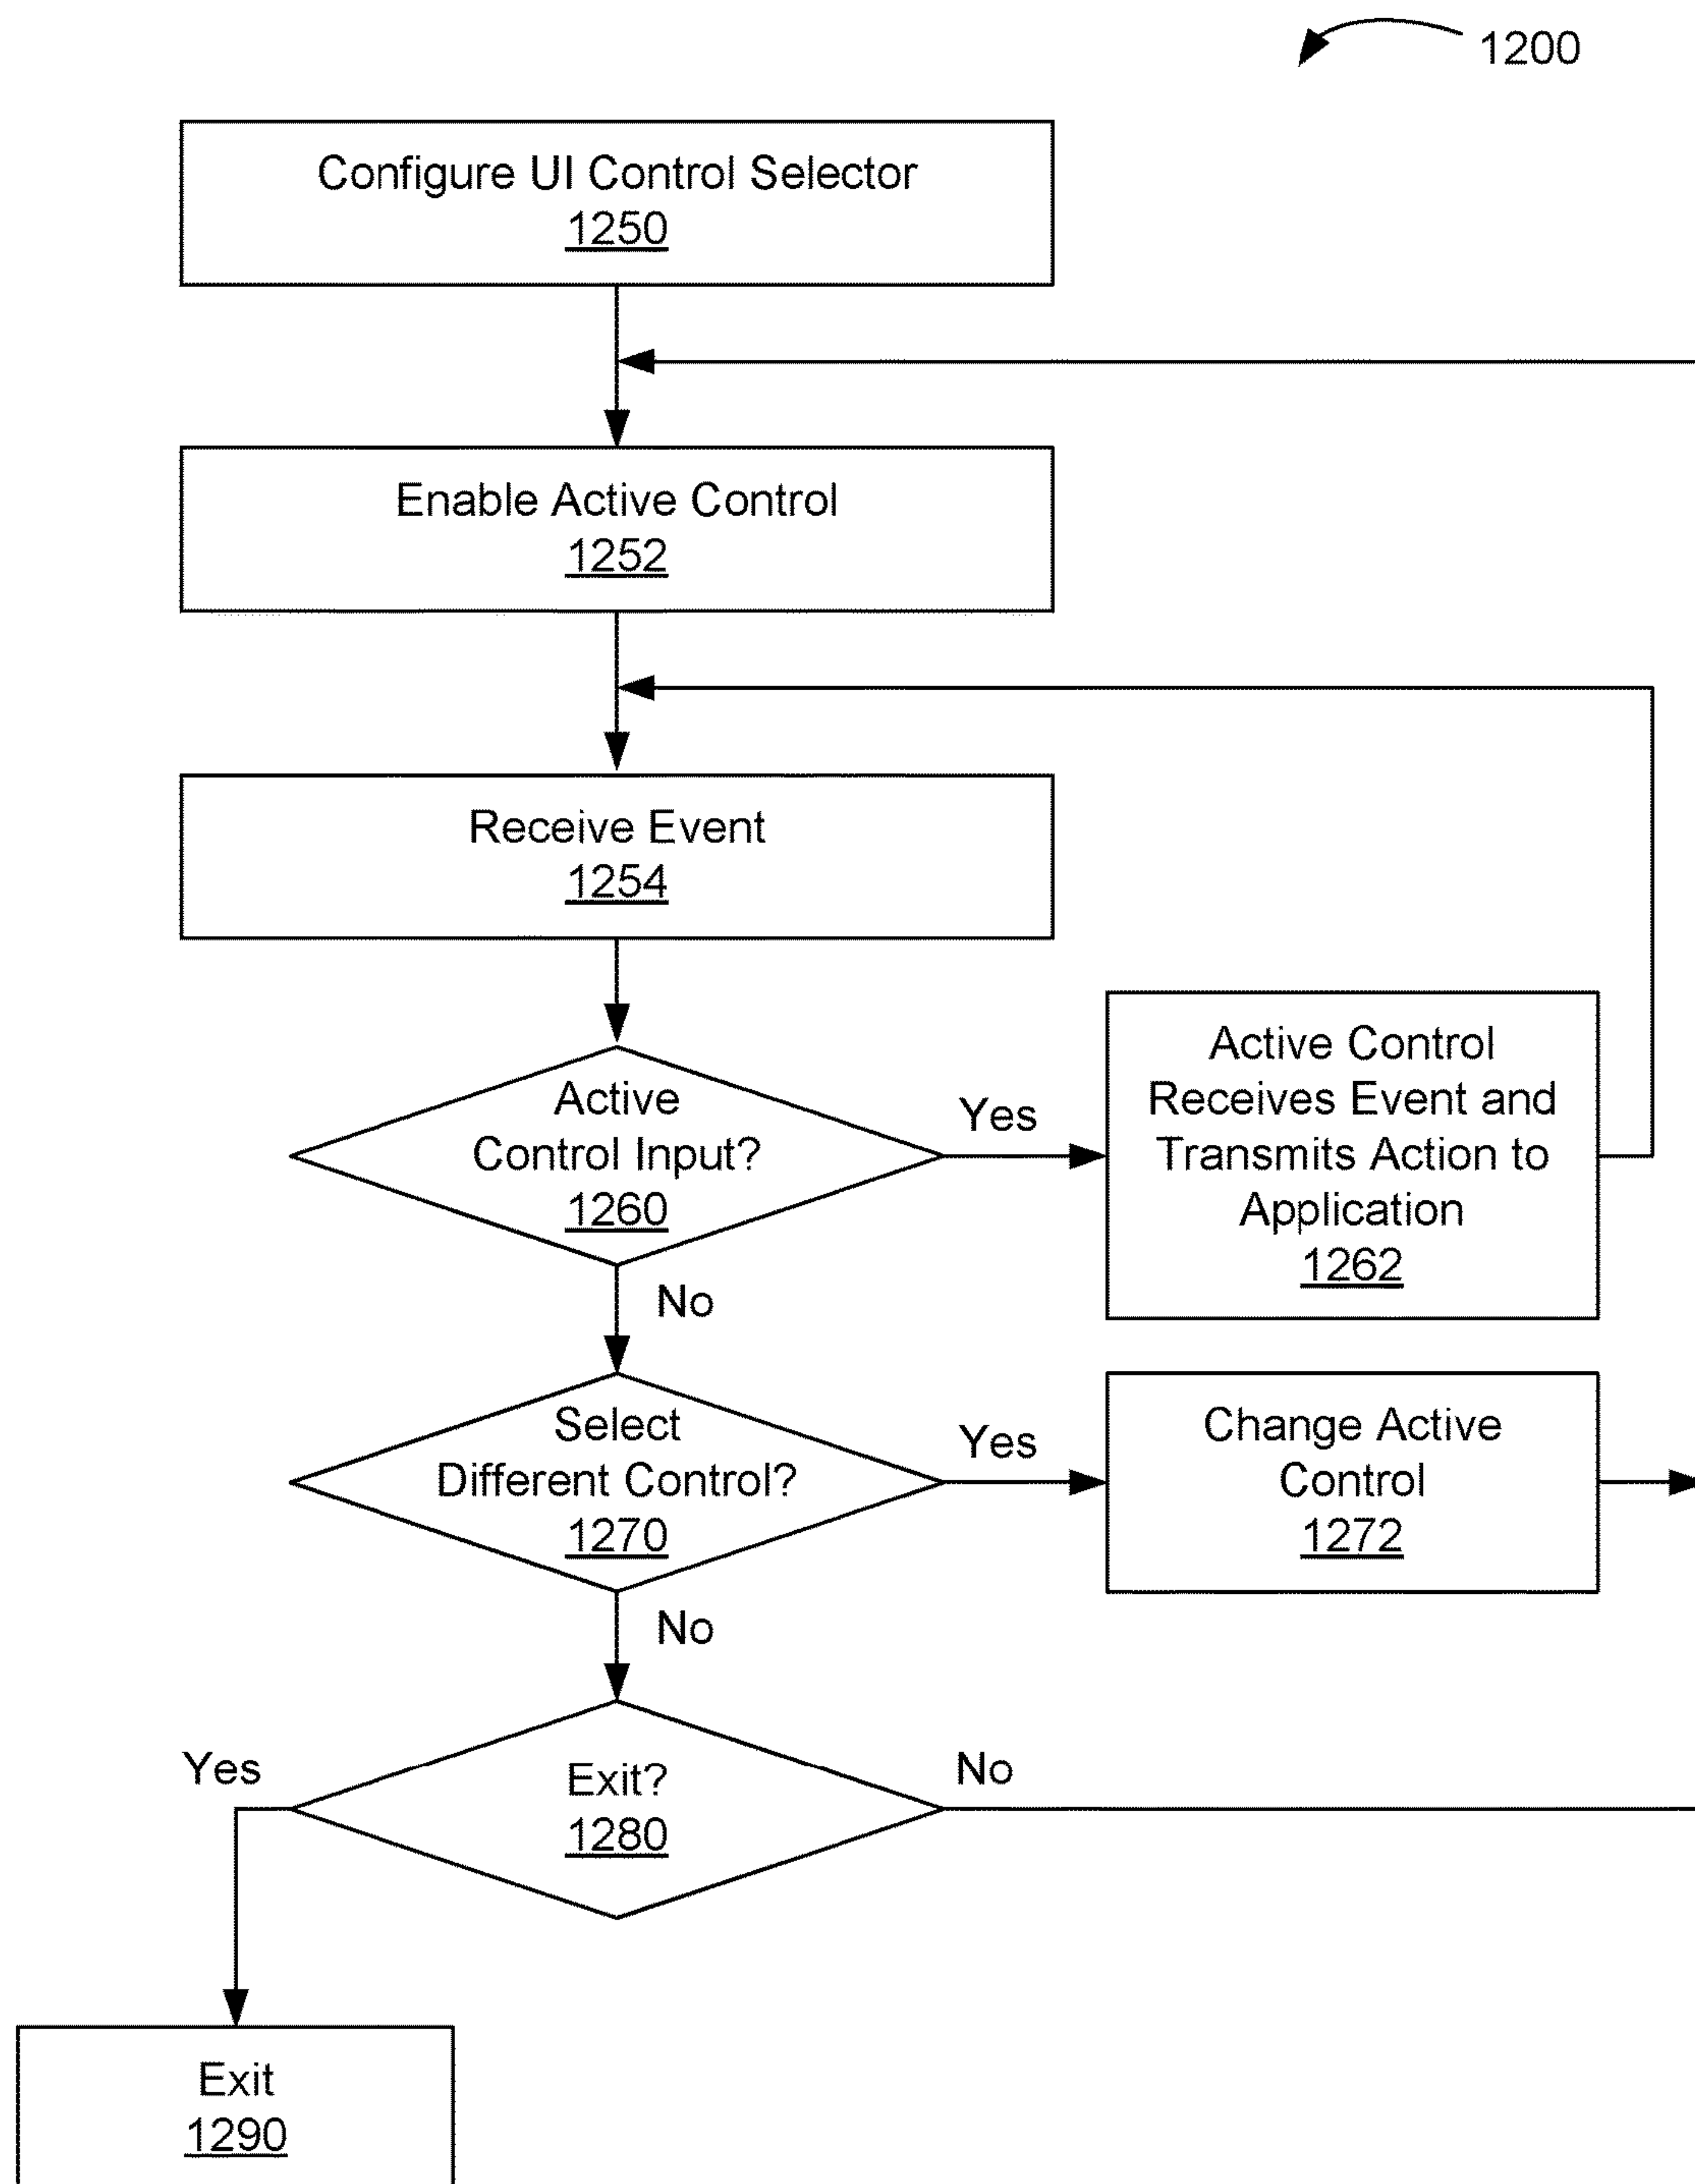 1200
Configure UI Control Selector
1250
Enable Active Control
1252
Receive Event
1254
Active
Control Input?
1260
Yes
Active Control
Receives Event and
Transmits Action to
Application
1262
No
Select
Different Control?
1270
Yes
Change Active
Control
1272
No
Exit?
1280
Yes
No
Exit
1290